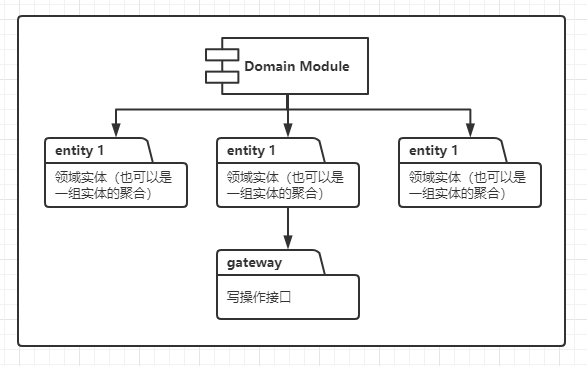 Domain Module
entity 1
entity 1
entity 1
领域实体（也可以是
一组实体的聚合）
领域实体（也可以是
一组实体的聚合）
领域实体（也可以是
一组实体的聚合）
gateway
写操作接口